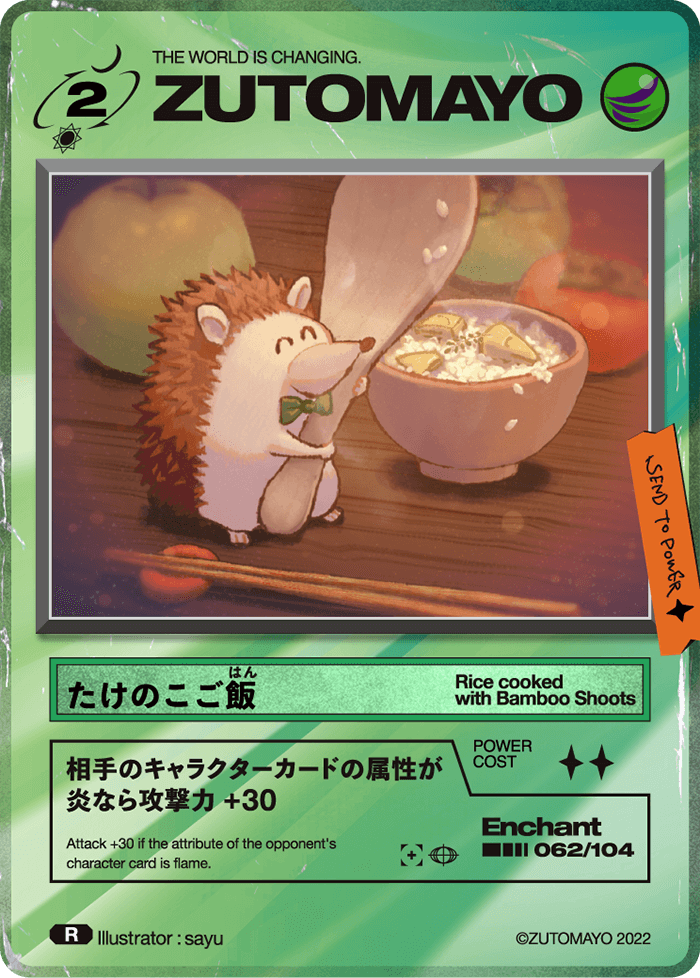 THE WORLD IS CHANGING.
2
ZUTOMAYO
SEND TO POWER
たけのこご飯
はん
Rice cooked
with Bamboo Shoots
相手のキャラクターカードの属性が
炎なら攻撃力 +30
Attack +30 if the attribute of the opponent's
character card is flame.
POWER
COST
Enchant
062/104
R
Illustrator : sayu
©ZUTOMAYO 2022